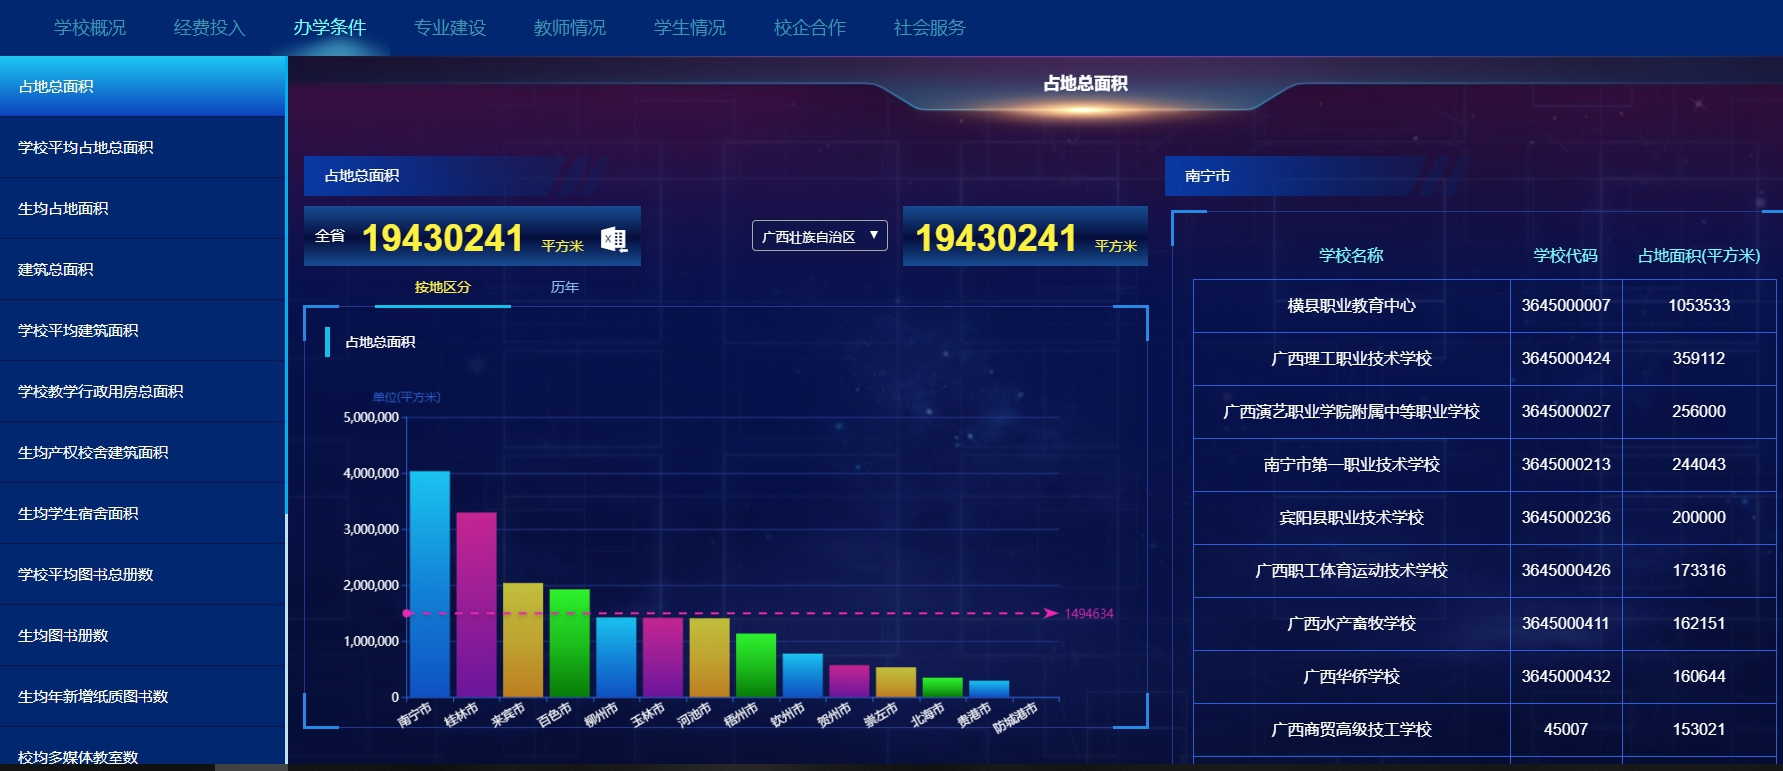 学校概况 经费投入 办学条件 专业建设 教师情况 学生情况 校企合作 社会服务
占地总面积
学校平均占地总面积
生均占地面积
建筑总面积
学校平均建筑面积
学校教学行政用房总面积
生均产权校舍建筑面积
生均学生宿舍面积
学校平均图书总册数
生均图书册数
生均年新增纸质图书数
校均多媒体教室数
占地总面积
占地总面积
全省 19430241 平方米
广西壮族自治区 ▼
19430241 平方米
按地区分 历年
占地总面积
单位(平方米)
5,000,000
4,000,000
3,000,000
2,000,000
1,000,000
0
1494634
南宁市 桂林市 来宾市 百色市 柳州市 玉林市 河池市 梧州市 钦州市 贺州市 崇左市 北海市 贵港市 防城港市
南宁市
学校名称 学校代码 占地面积(平方米)
横县职业教育中心 3645000007 1053533
广西理工职业技术学校 3645000424 359112
广西演艺职业学院附属中等职业学校 3645000027 256000
南宁市第一职业技术学校 3645000213 244043
宾阳县职业技术学校 3645000236 200000
广西职工体育运动技术学校 3645000426 173316
广西水产畜牧学校 3645000411 162151
广西华侨学校 3645000432 160644
广西商贸高级技工学校 45007 153021